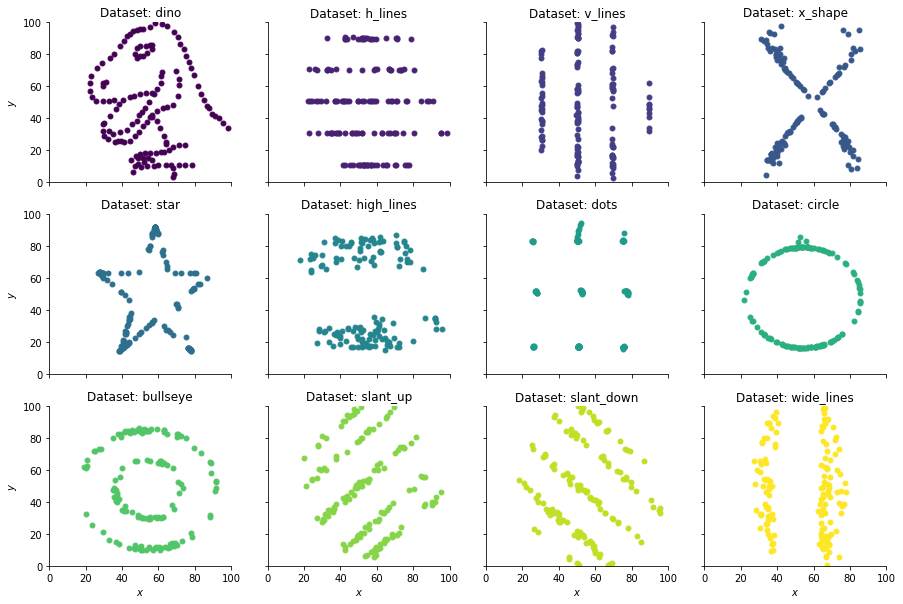 Dataset: dino
Dataset: h_lines
Dataset: v_lines
Dataset: x_shape
100
80
60
40
20
0
y
0 20 40 60 80 100
0 20 40 60 80 100
0 20 40 60 80 100
0 20 40 60 80 100
Dataset: star
Dataset: high_lines
Dataset: dots
Dataset: circle
100
80
60
40
20
0
y
Dataset: bullseye
Dataset: slant_up
Dataset: slant_down
Dataset: wide_lines
100
80
60
40
20
0
y
x
x
x
x